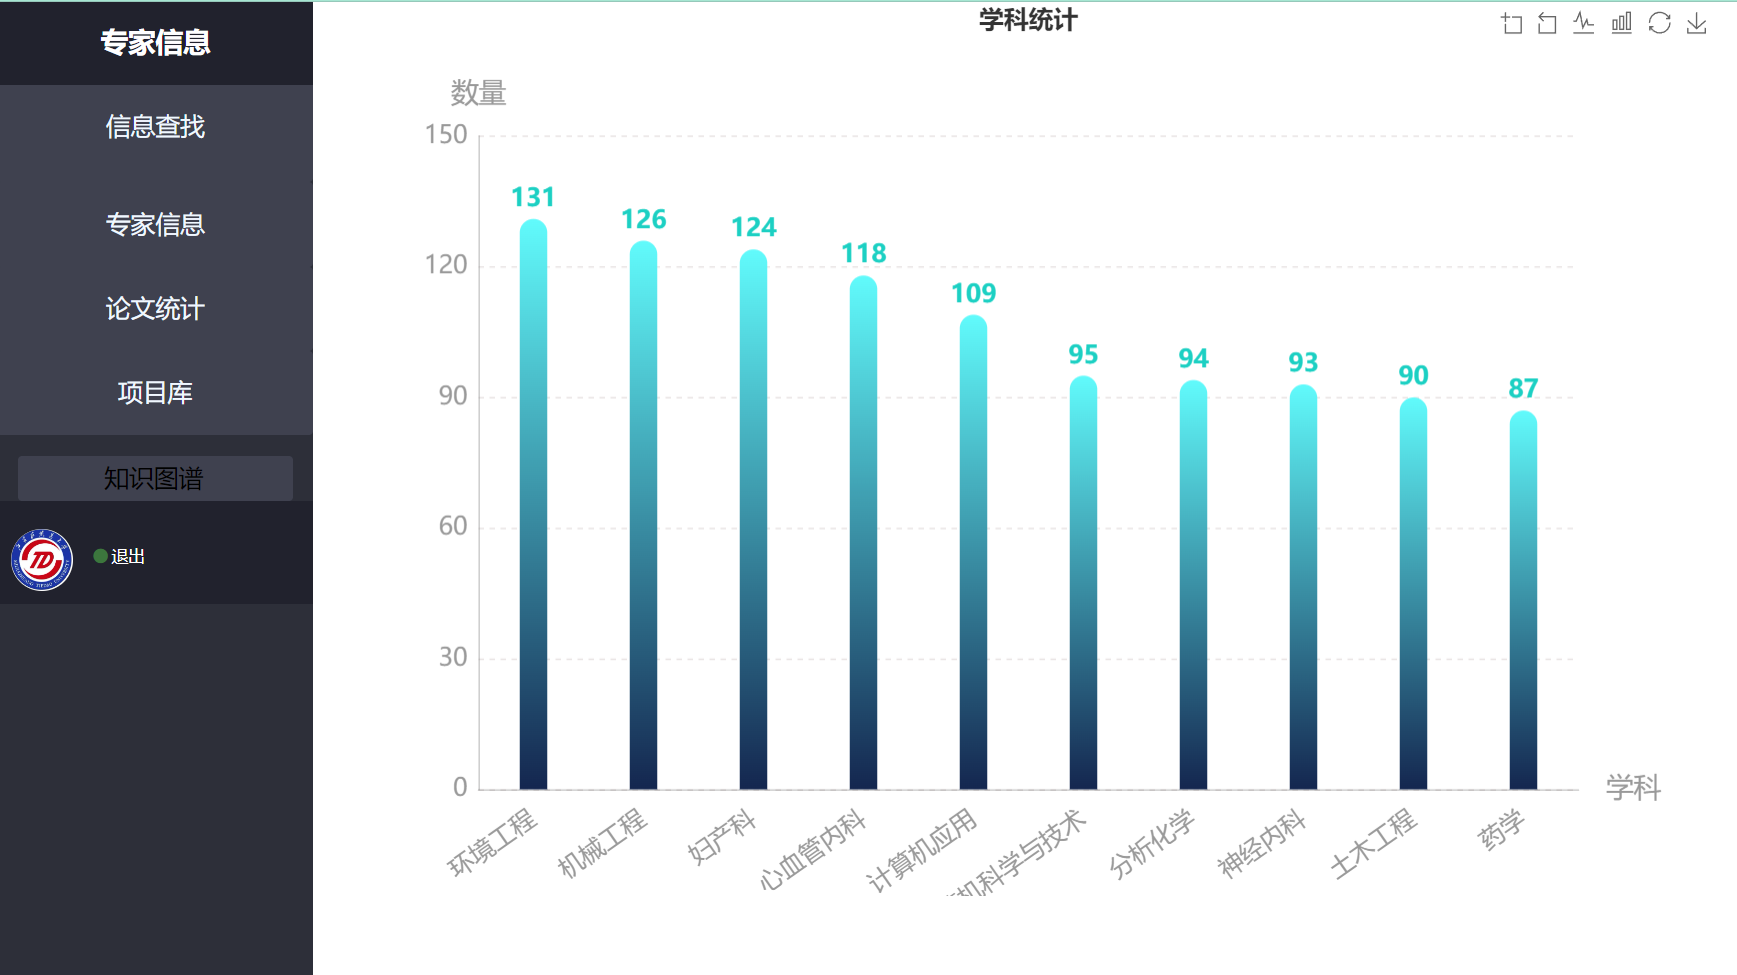 专家信息
信息查找
专家信息
论文统计
项目库
知识图谱
退出
学科统计
数量
150
120
90
60
30
0
131
126
124
118
109
95
94
93
90
87
环境工程
机械工程
妇产科
心血管内科
计算机应用
机科学与技术
分析化学
神经内科
土木工程
药学
学科